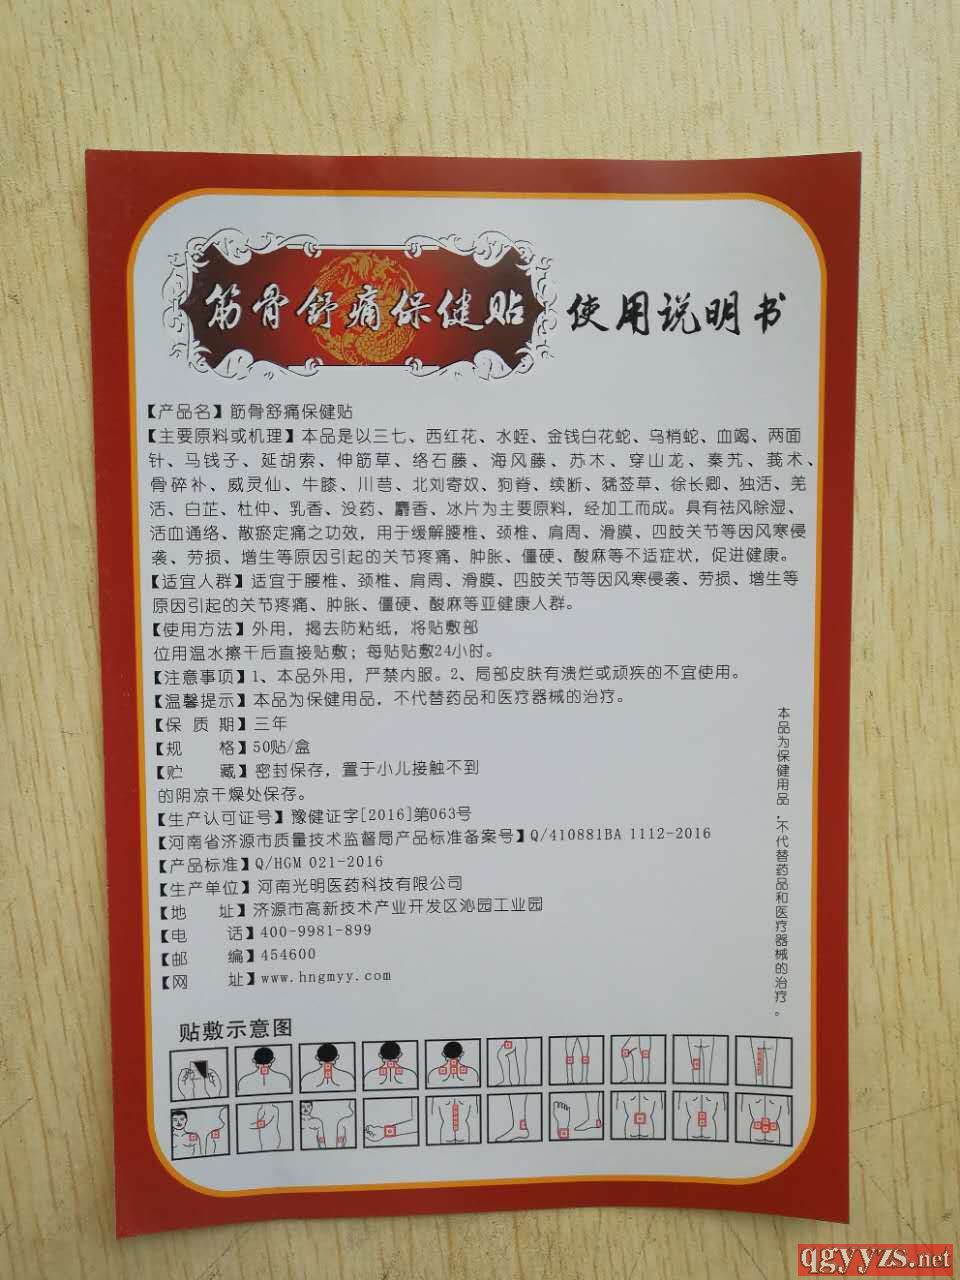 筋骨舒痛保健贴 使用说明书
【产品名】筋骨舒痛保健贴
【主要原料或机理】本品是以三七、西红花、水蛭、金钱白花蛇、乌梢蛇、血竭、两面
针、马钱子、延胡索、伸筋草、络石藤、海风藤、苏木、穿山龙、秦艽、莪术、
骨碎补、威灵仙、牛膝、川芎、北刘寄奴、狗脊、续断、豨莶草、徐长卿、独活、羌
活、白芷、杜仲、乳香、没药、麝香、冰片为主要原料，经加工而成。具有祛风除湿、
活血通络、散瘀定痛之功效，用于缓解腰椎、颈椎、肩周、滑膜、四肢关节等因风寒侵
袭、劳损、增生等原因引起的关节疼痛、肿胀、僵硬、酸麻等不适症状，促进健康。
【适宜人群】适宜于腰椎、颈椎、肩周、滑膜、四肢关节等因风寒侵袭、劳损、增生等
原因引起的关节疼痛、肿胀、僵硬、酸麻等亚健康人群。
【使用方法】外用，揭去防粘纸，将贴敷部
位用温水擦干后直接贴敷；每贴贴敷24小时。
【注意事项】1、本品外用，严禁内服。2、局部皮肤有溃烂或顽疾的不宜使用。
【温馨提示】本品为保健用品，不代替药品和医疗器械的治疗。
【保 质 期】三年
【规 格】50贴/盒
【贮 藏】密封保存，置于小儿接触不到
的阴凉干燥处保存。
【生产认可证号】豫健证字[2016]第063号
【河南省济源市质量技术监督局产品标准备案号】Q/410881BA 1112-2016
【产品标准】Q/HGM 021-2016
【生产单位】河南光明医药科技有限公司
【地 址】济源市高新技术产业开发区沁园工业园
【电 话】400-9981-899
【邮 编】454600
【网 址】www.hngmyy.com
本品为保健用品，不代替药品和医疗器械的治疗。
贴敷示意图
qgyyzs.net